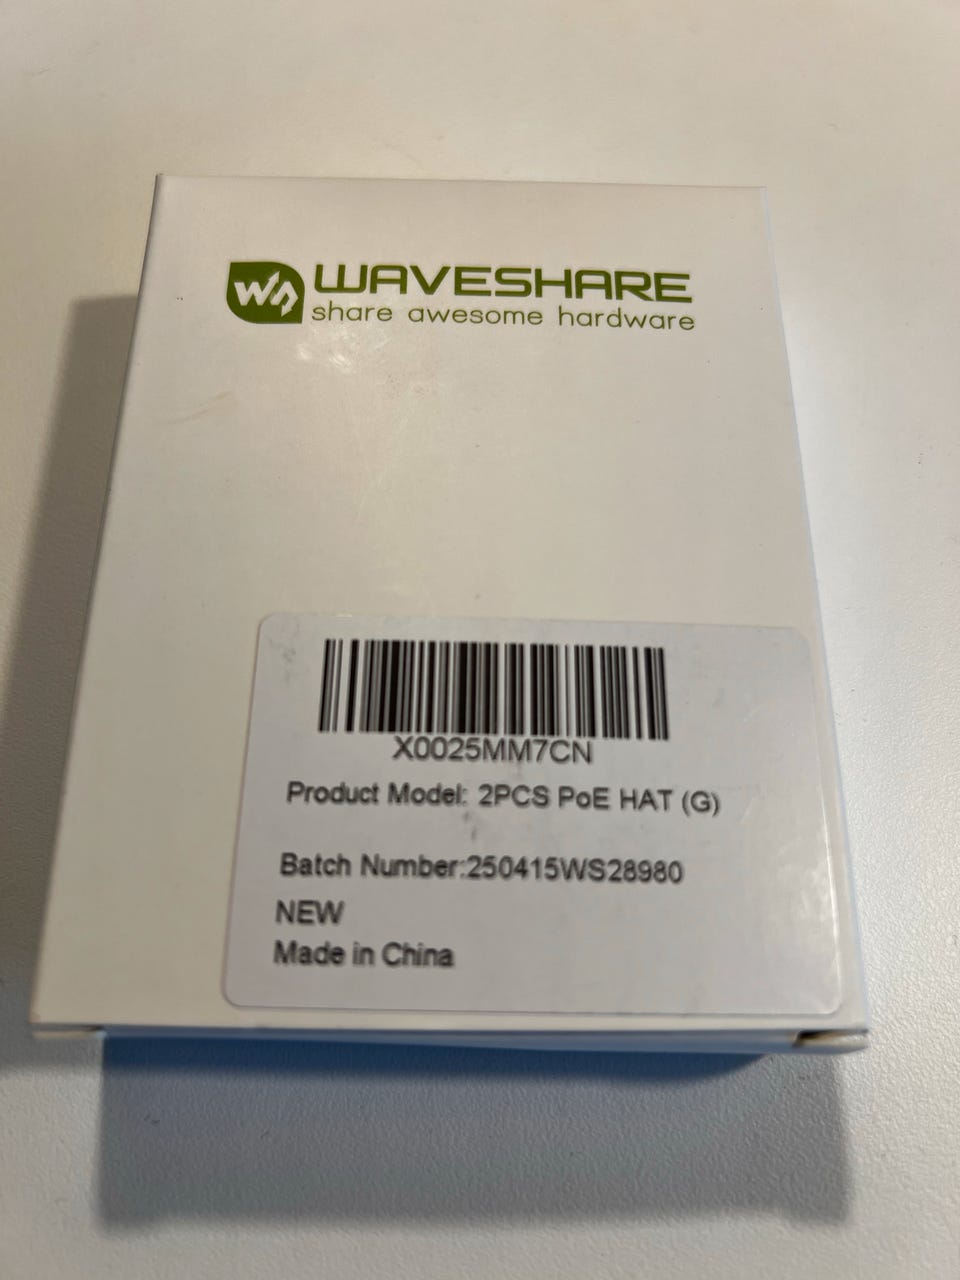 WAVESHARE
share awesome hardware
X0025MM7CN
Product Model: 2PCS PoE HAT (G)
Batch Number:250415WS28980
NEW
Made in China